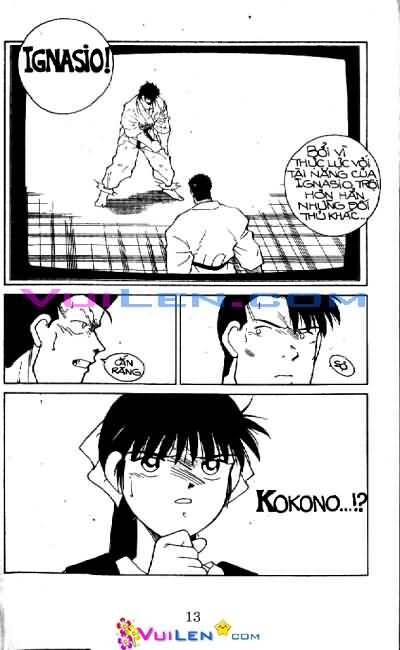 IGNASIO!
BỞI VÌ
THỰC LỰC VỚI
TÀI NĂNG CỦA
IGNASIO TRỘI
HƠN HẲN
NHỮNG ĐỐI
THỦ KHÁC...
VUILEN.COM
CẮN
RĂNG
SỢ
KOKONO...!?
13
VUILEN.COM